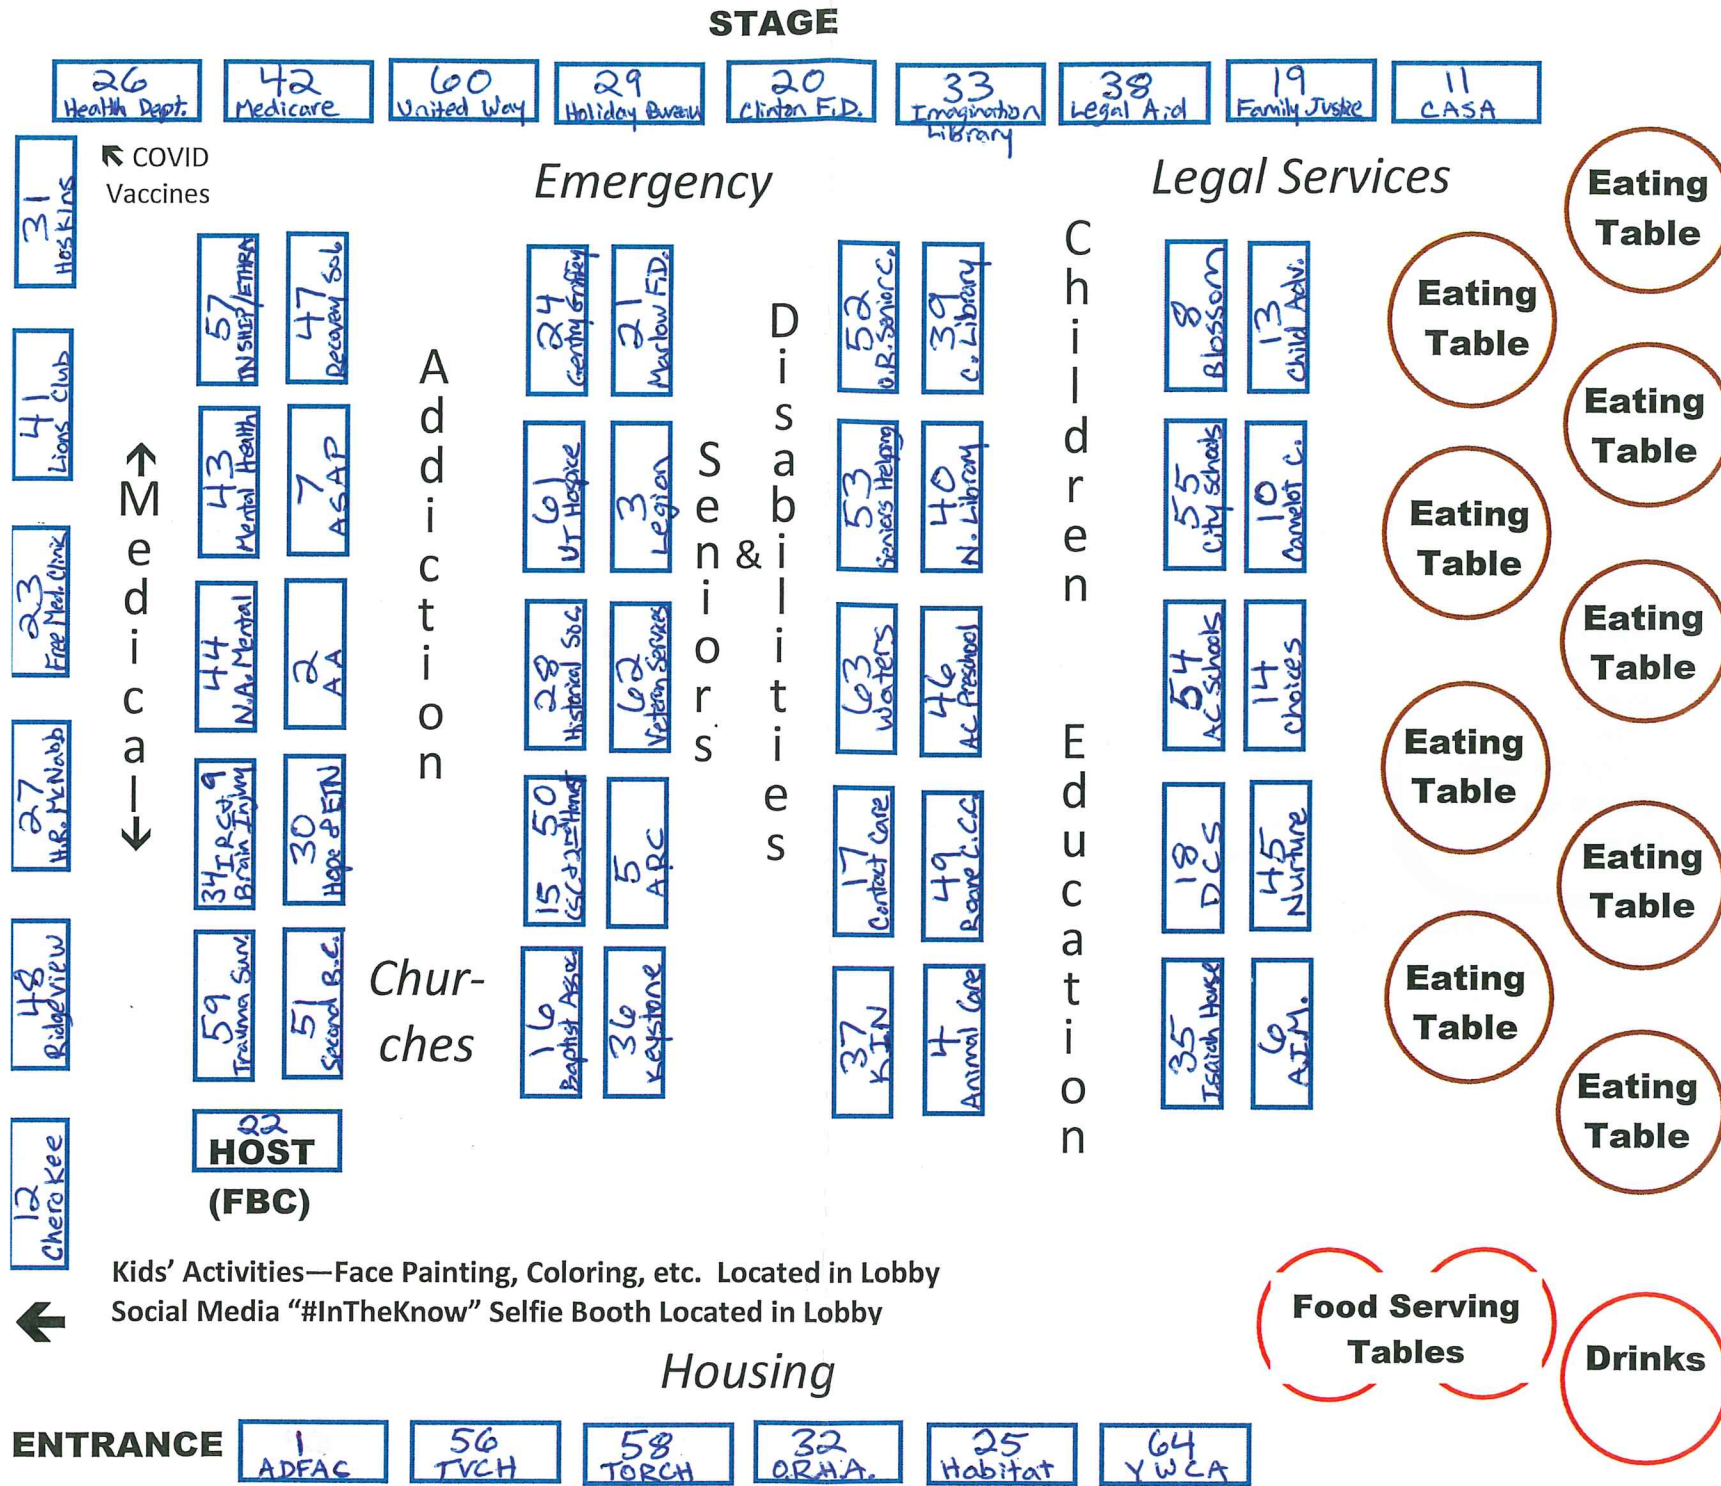 STAGE
26
Health Dept.
42
Medicare
60
United Way
29
Holiday Bureau
20
Clinton F.D.
33
Imagination
Library
38
Legal Aid
19
Family Justice
11
CASA
↖ COVID
Vaccines
Emergency
Legal Services
31
Hoskins
41
Lions Club
23
Free Med. Clinic
27
H.R. McNabb
48
Ridgeview
12
Cherokee
←Medical→
57
TN SHIP/ETHRA
47
Recovery Sol.
43
Mental Health
7
ASAP
44
N.A. Mental
2
AA
34 IRC + 9
Brain Injury
30
Hope of ETN
59
Trauma Surv.
51
Second B.C.
22
HOST
(FBC)
Addiction
Chur-
ches
24
Gentry Griffey
21
Marlow F.D.
61
UT Hospice
3
Legion
28
Historical Soc.
62
Veteran Services
15 50
CSC + 2nd Harvest
5
ARC
16
Baptist Assoc.
36
Keystone
Seniors
&
Disabilities
52
O.R. Senior C.
39
C. Library
53
Seniors Helping
40
N. Library
63
Waters
46
AC Preschool
17
Contact Care
49
Roane C.C.
37
K.I.N
4
Animal Care
Children
Education
8
Blossom
13
Child Adv.
55
City Schools
10
Camelot C.
54
AC Schools
14
Choices
18
DCS
45
Nurture
35
Isaiah House
6
A.I.M.
Eating
Table
Eating
Table
Eating
Table
Eating
Table
Eating
Table
Eating
Table
Eating
Table
Eating
Table
Eating
Table
Kids’ Activities—Face Painting, Coloring, etc. Located in Lobby
← Social Media “#InTheKnow” Selfie Booth Located in Lobby
Food Serving
Tables
Drinks
Housing
ENTRANCE
1
ADFAC
56
TVCH
58
TORCH
32
O.R.H.A.
25
Habitat
64
YWCA